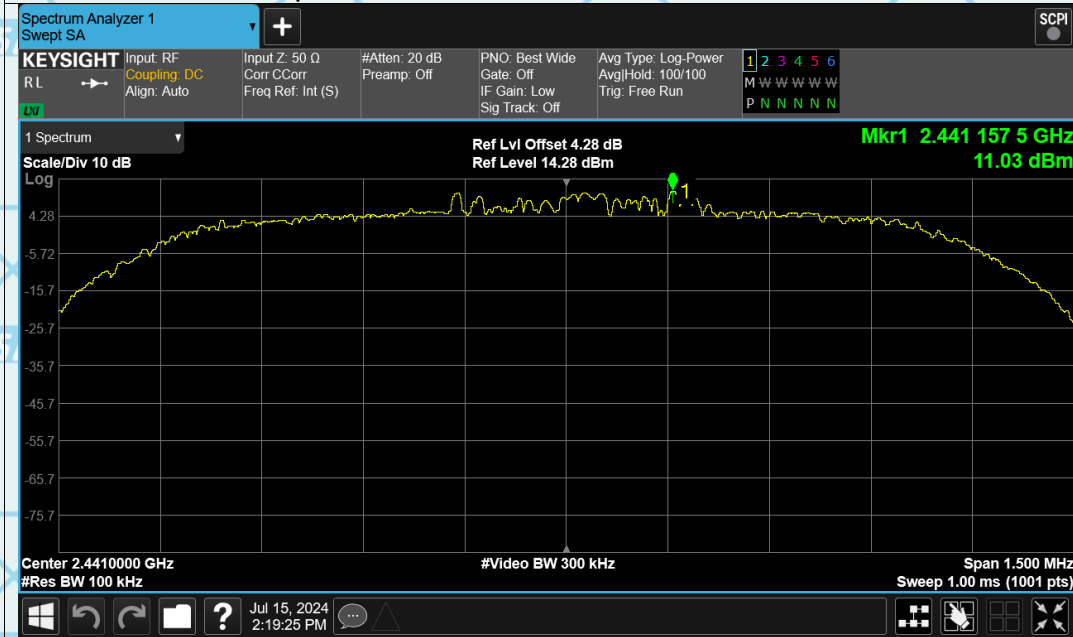 Spectrum Analyzer 1
Swept SA
+
SCPI
KEYSIGHT
R L
LXI
Input: RF
Coupling: DC
Align: Auto
Input Z: 50 Ω
Corr CCorr
Freq Ref: Int (S)
#Atten: 20 dB
Preamp: Off
PNO: Best Wide
Gate: Off
IF Gain: Low
Sig Track: Off
Avg Type: Log-Power
Avg|Hold: 100/100
Trig: Free Run
1 2 3 4 5 6
M W W W W W
P N N N N N
1 Spectrum
Scale/Div 10 dB
Log
Ref Lvl Offset 4.28 dB
Ref Level 14.28 dBm
Mkr1 2.441 157 5 GHz
11.03 dBm
1
4.28
-5.72
-15.7
-25.7
-35.7
-45.7
-55.7
-65.7
-75.7
Center 2.4410000 GHz
#Res BW 100 kHz
#Video BW 300 kHz
Span 1.500 MHz
Sweep 1.00 ms (1001 pts)
?
Jul 15, 2024
2:19:25 PM